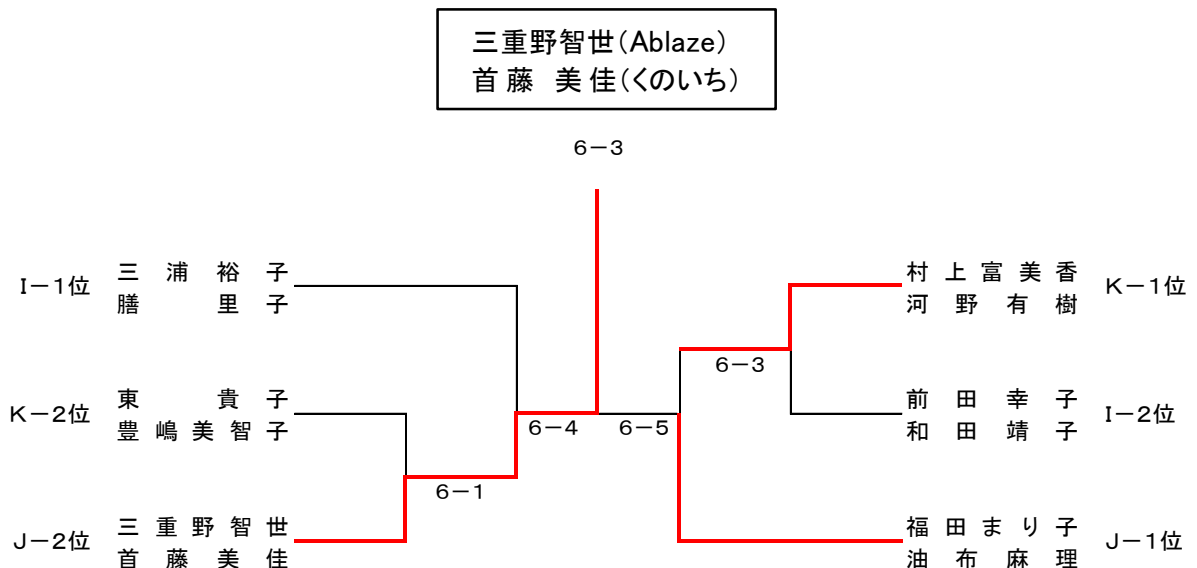 三重野智世(Ablaze)
首藤 美佳(くのいち)
6-3
I-1位 三浦裕子
膳里子
村上富美香 K-1位
河野有樹
6-3
K-2位 東貴子
豊嶋美智子
前田幸子 I-2位
和田靖子
6-4 6-5
6-1
J-2位 三重野智世
首藤美佳
福田まり子 J-1位
油布麻理